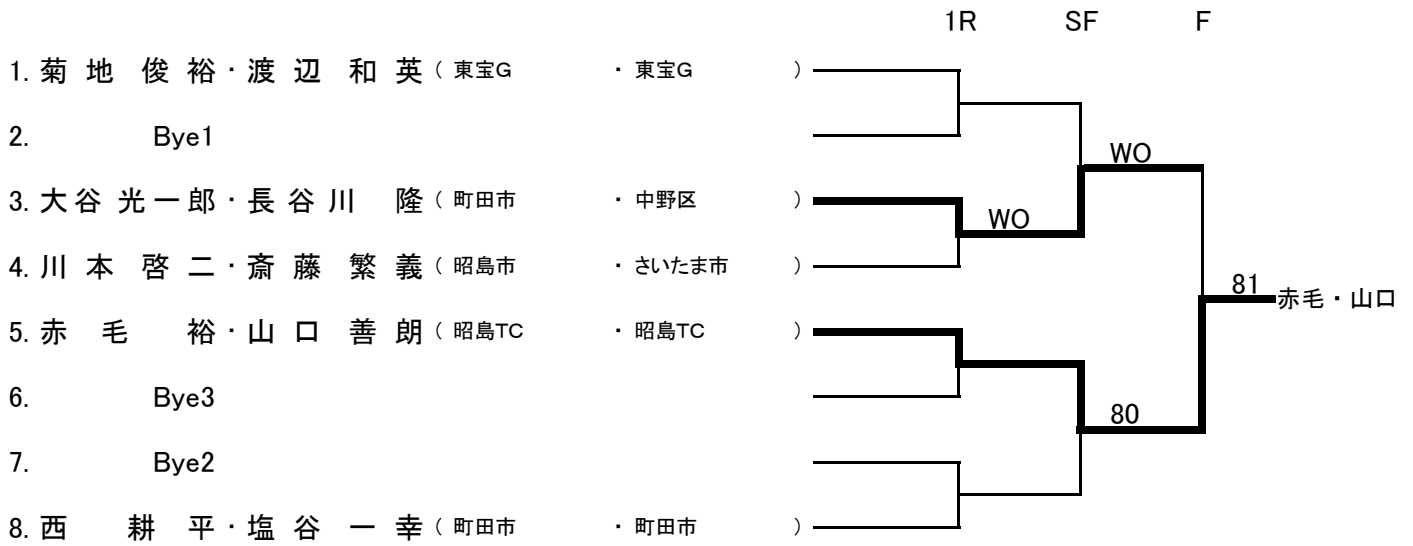 1R SF F
1. 菊地 俊裕・渡辺 和英 ( 東宝G ・ 東宝G )
2. Bye1
WO
3. 大谷 光一郎・長谷川 隆 ( 町田市 ・ 中野区 )
WO
4. 川本 啓二・斎藤 繁義 ( 昭島市 ・ さいたま市 )
81 赤毛・山口
5. 赤毛 裕・山口 善朗 ( 昭島TC ・ 昭島TC )
6. Bye3
80
7. Bye2
8. 西 耕平・塩谷 一幸 ( 町田市 ・ 町田市 )